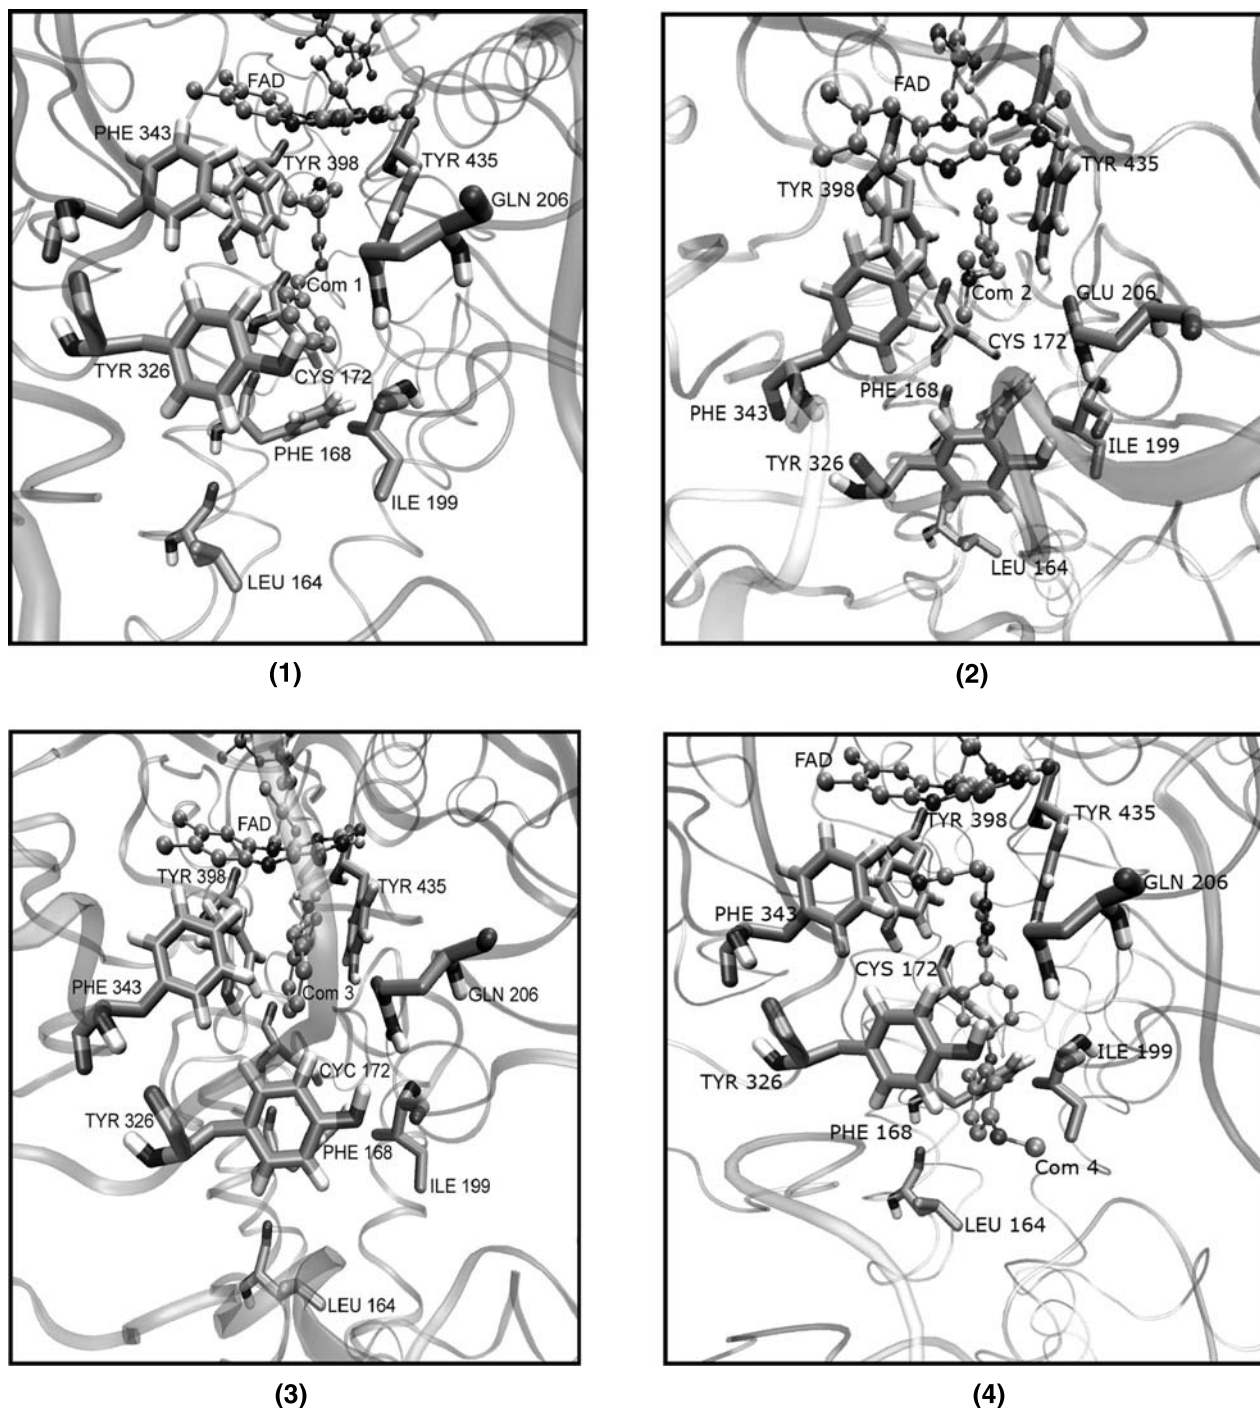 FAD
PHE 343
TYR 398
TYR 435
GLN 206
Com 1
TYR 326
CYS 172
PHE 168
ILE 199
LEU 164
(1)
FAD
TYR 398
TYR 435
Com 2
GLU 206
CYS 172
PHE 168
PHE 343
ILE 199
TYR 326
LEU 164
(2)
FAD
TYR 398
TYR 435
PHE 343
Com 3
GLN 206
CYC 172
TYR 326
PHE 168
ILE 199
LEU 164
(3)
FAD
TYR 398
TYR 435
GLN 206
PHE 343
CYS 172
ILE 199
TYR 326
PHE 168
Com 4
LEU 164
(4)